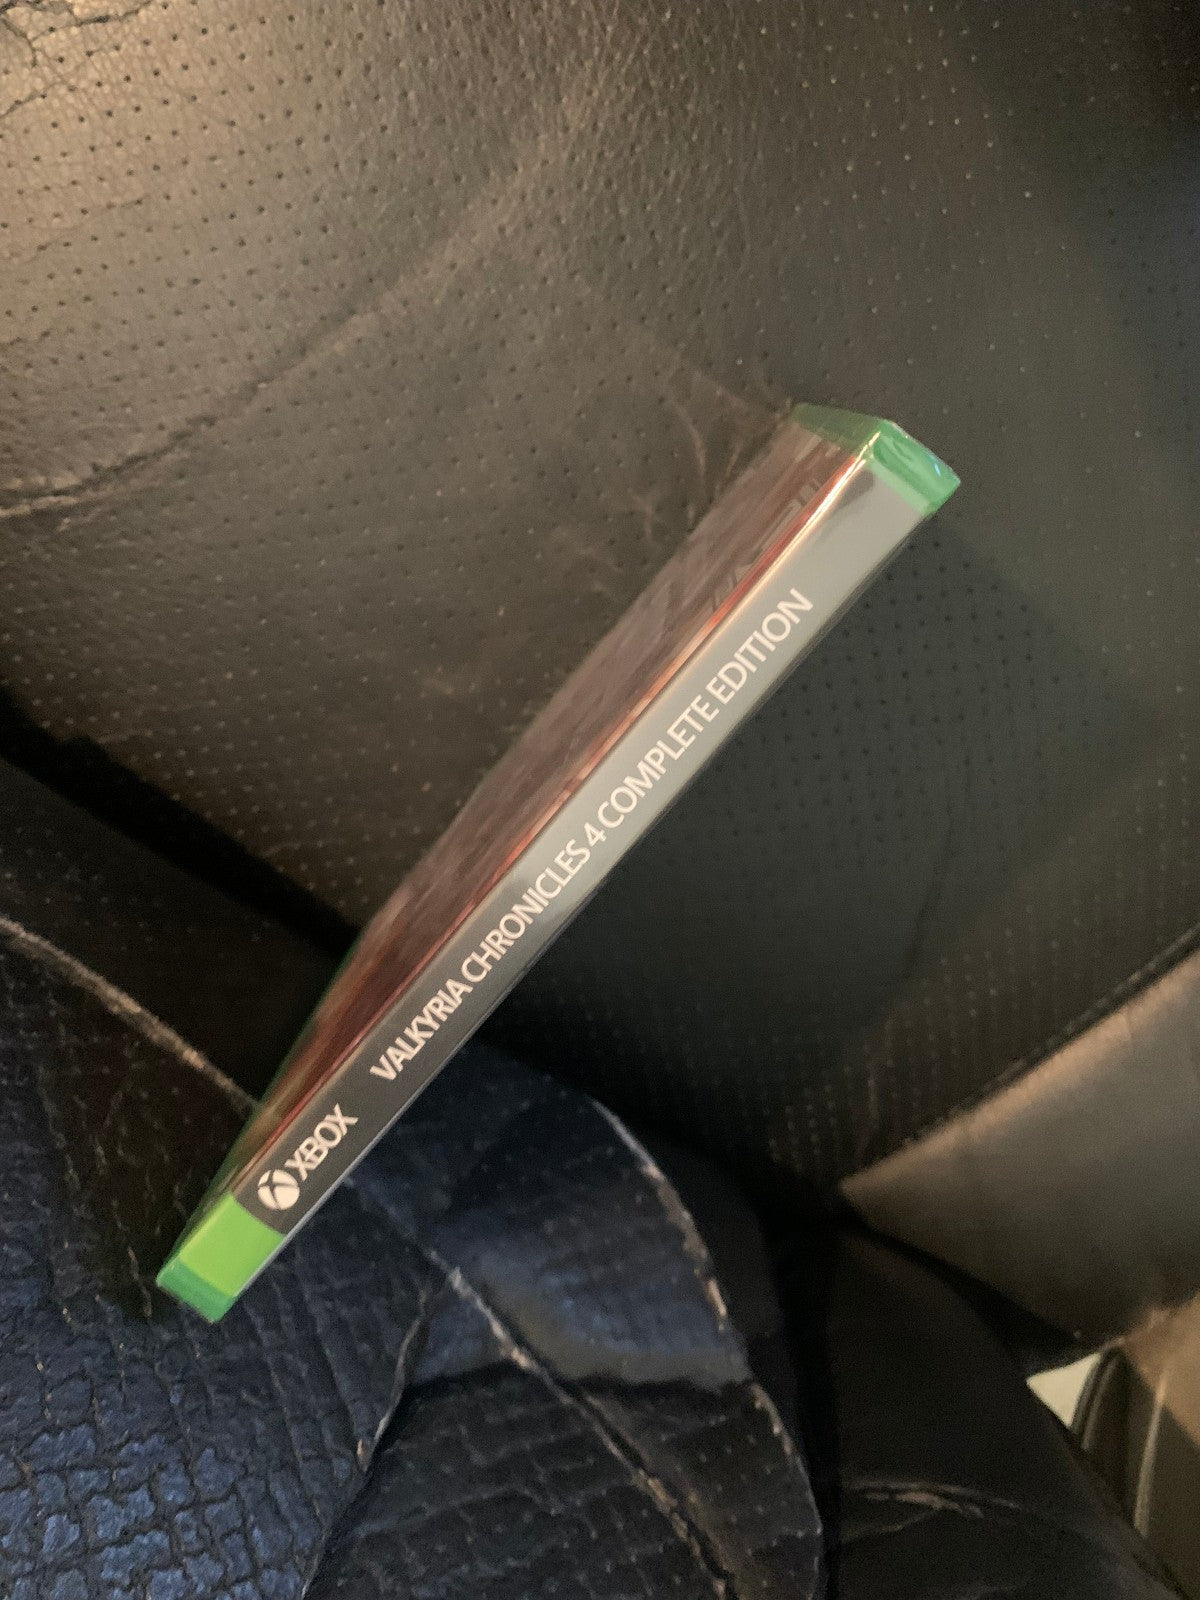 XBOX VALKYRIA CHRONICLES 4 COMPLETE EDITION